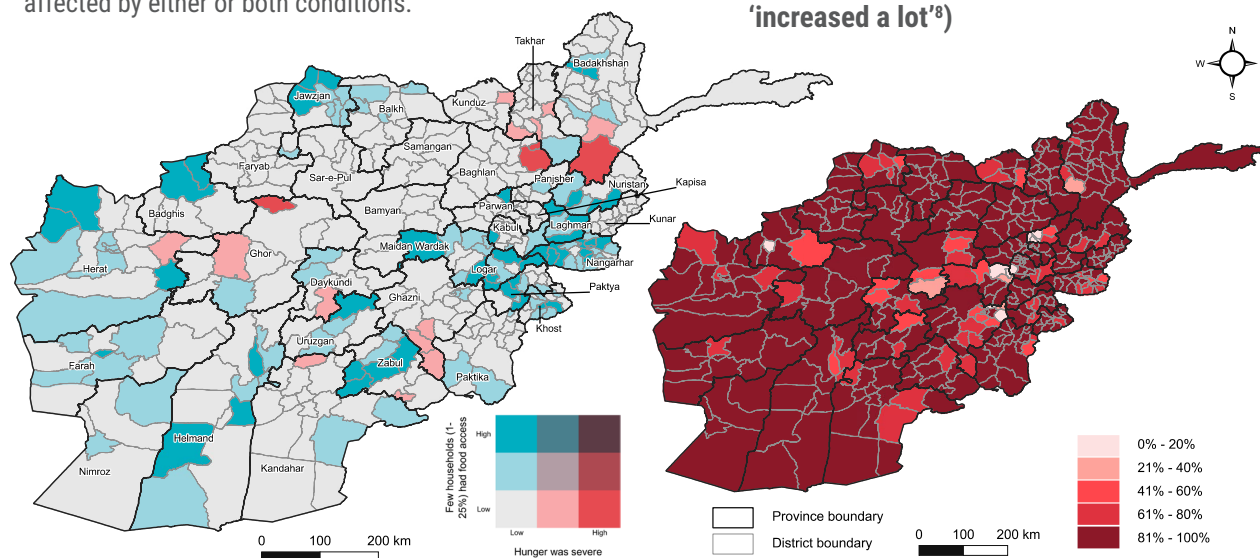 affected by either or both conditions.
'increased a lot'⁸)
N
W
E
S
Takhar
Badakhshan
Jawzjan
Balkh
Kunduz
Samangan
Faryab
Sar-e-Pul
Baghlan
Panjsher
Nuristan
Kapisa
Badghis
Bamyan
Parwan
Kabul
Laghman
Kunar
Herat
Ghor
Maidan Wardak
Nangarhar
Logar
Daykundi
Ghazni
Paktya
Khost
Uruzgan
Farah
Zabul
Paktika
Helmand
Nimroz
Kandahar
Few households (1-
25%) had food access
High
Low
Low
High
Hunger was severe
0
100
200 km
Province boundary
District boundary
0
100
200 km
0% - 20%
21% - 40%
41% - 60%
61% - 80%
81% - 100%